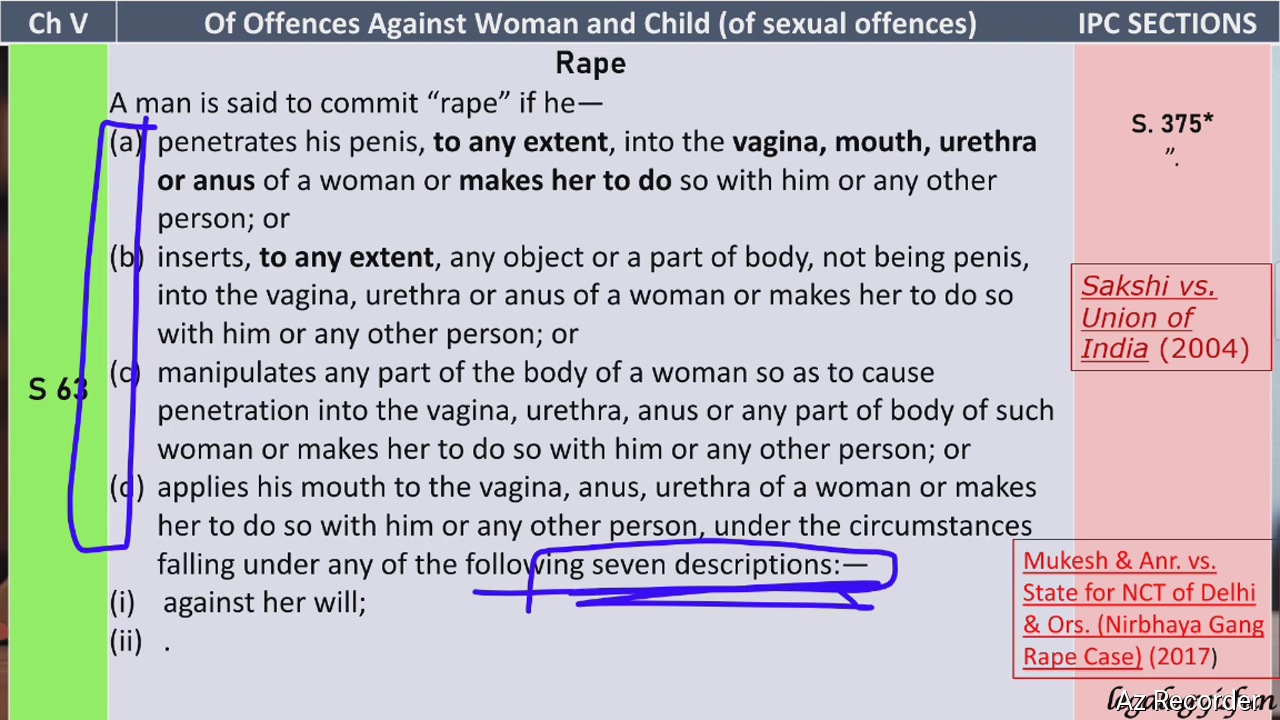 Ch V
Of Offences Against Woman and Child (of sexual offences)
IPC SECTIONS
Rape
A man is said to commit “rape” if he—
(a) penetrates his penis, to any extent, into the vagina, mouth, urethra
or anus of a woman or makes her to do so with him or any other
person; or
(b) inserts, to any extent, any object or a part of body, not being penis,
into the vagina, urethra or anus of a woman or makes her to do so
with him or any other person; or
(c) manipulates any part of the body of a woman so as to cause
penetration into the vagina, urethra, anus or any part of body of such
woman or makes her to do so with him or any other person; or
(d) applies his mouth to the vagina, anus, urethra of a woman or makes
her to do so with him or any other person, under the circumstances
falling under any of the following seven descriptions:—
(i) against her will;
(ii) .
S 63
S. 375*
”.
Sakshi vs.
Union of
India (2004)
Mukesh & Anr. vs.
State for NCT of Delhi
& Ors. (Nirbhaya Gang
Rape Case) (2017)
Az Recorder